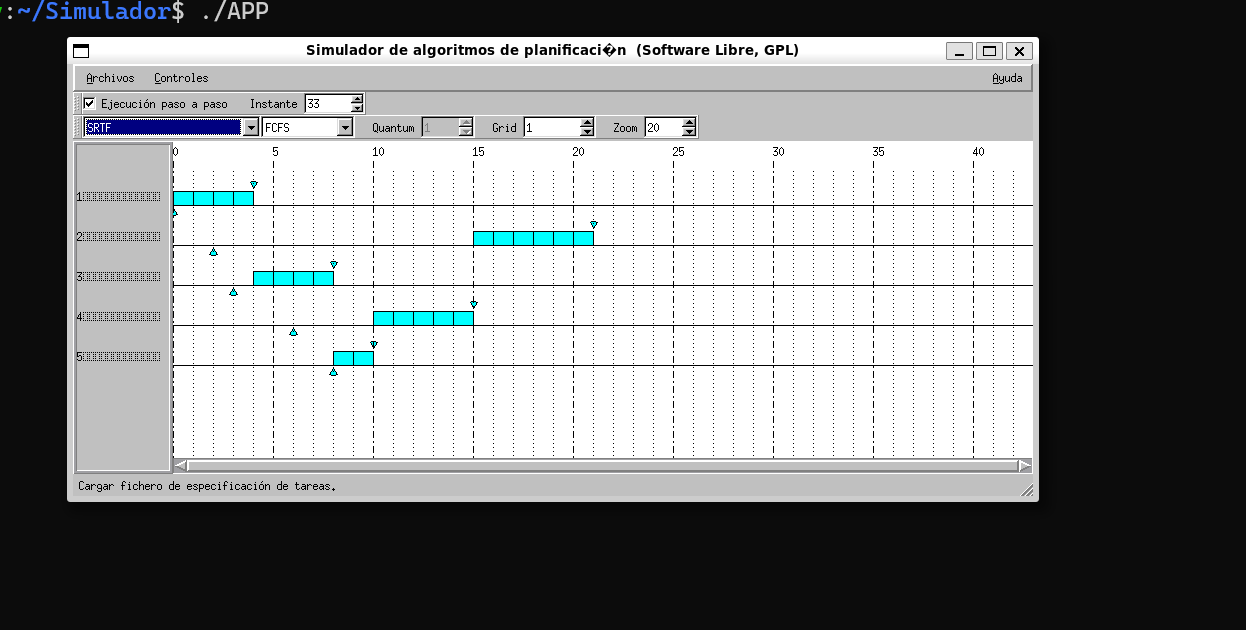 :~/Simulador$ ./APP
Simulador de algoritmos de planificaci�n (Software Libre, GPL)
Archivos Controles Ayuda
Ejecución paso a paso Instante 33
SRTF FCFS Quantum 1 Grid 1 Zoom 20
0 5 10 15 20 25 30 35 40
1
2
3
4
5
Cargar fichero de especificación de tareas.